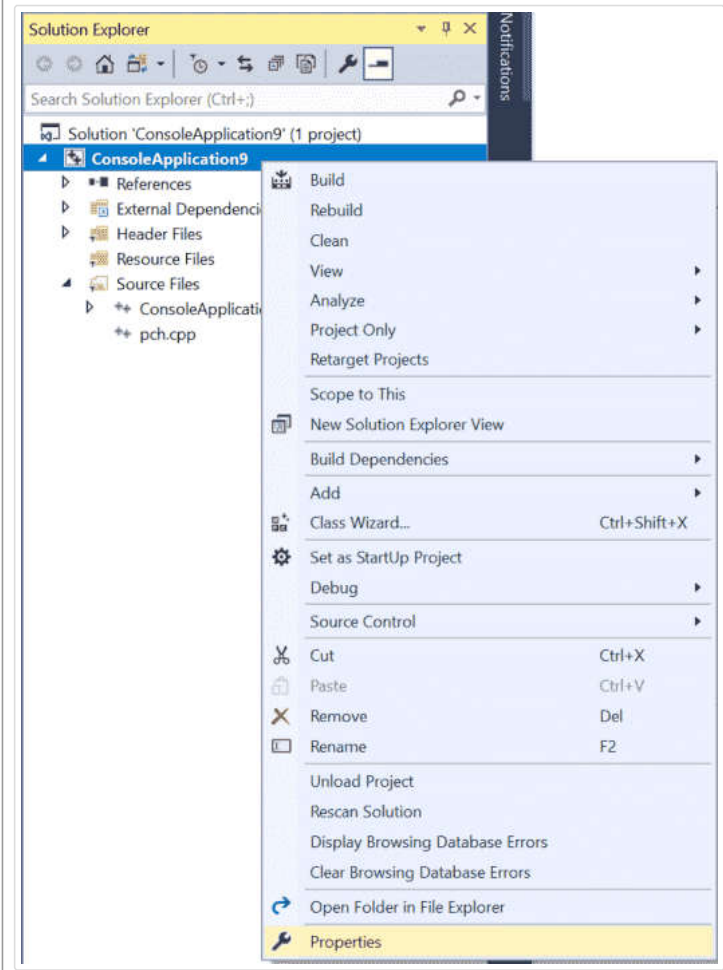 Solution Explorer
Notifications
Search Solution Explorer (Ctrl+;)
Solution 'ConsoleApplication9' (1 project)
ConsoleApplication9
References
External Dependenci
Header Files
Resource Files
Source Files
ConsoleApplicati
pch.cpp
Build
Rebuild
Clean
View
Analyze
Project Only
Retarget Projects
Scope to This
New Solution Explorer View
Build Dependencies
Add
Class Wizard... Ctrl+Shift+X
Set as StartUp Project
Debug
Source Control
Cut Ctrl+X
Paste Ctrl+V
Remove Del
Rename F2
Unload Project
Rescan Solution
Display Browsing Database Errors
Clear Browsing Database Errors
Open Folder in File Explorer
Properties